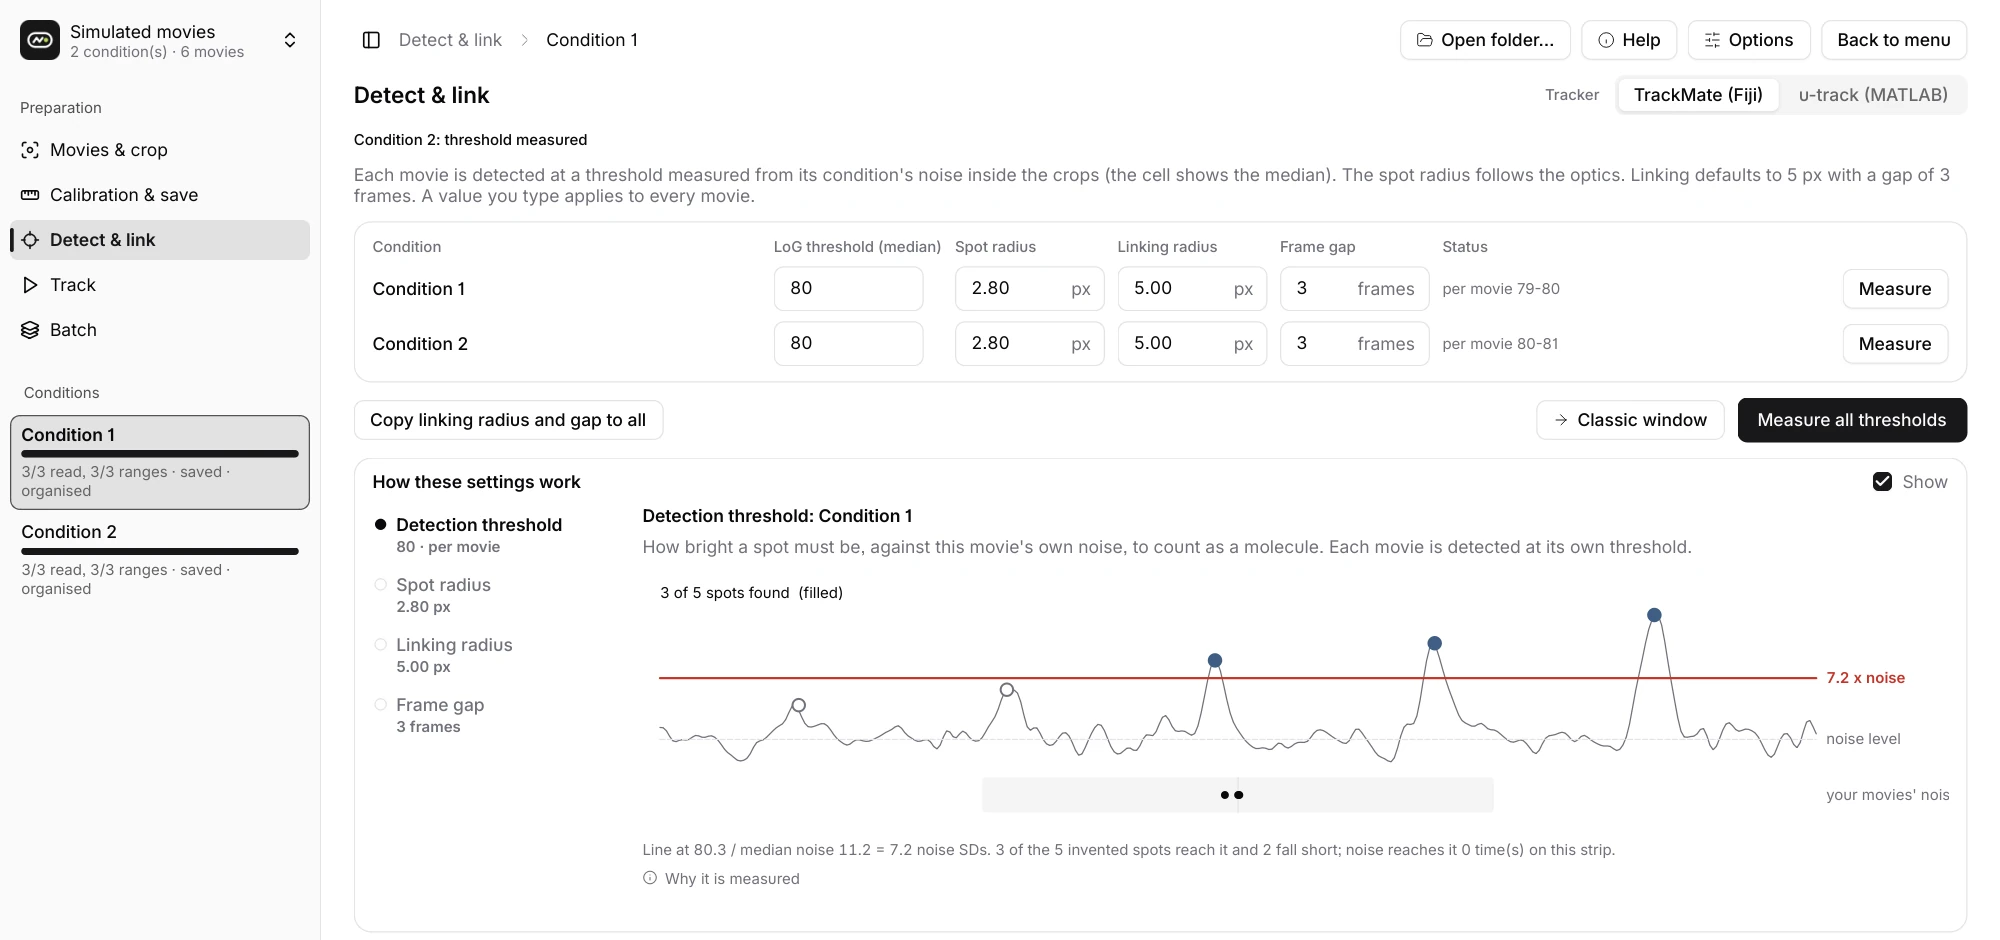 Simulated movies
2 condition(s) · 6 movies
Preparation
Movies & crop
Calibration & save
Detect & link
Track
Batch
Conditions
Condition 1
3/3 read, 3/3 ranges · saved ·
organised
Condition 2
3/3 read, 3/3 ranges · saved ·
organised
Detect & link > Condition 1
Open folder...
Help
Options
Back to menu
Detect & link
Tracker
TrackMate (Fiji)
u-track (MATLAB)
Condition 2: threshold measured
Each movie is detected at a threshold measured from its condition's noise inside the crops (the cell shows the median). The spot radius follows the optics. Linking defaults to 5 px with a gap of 3
frames. A value you type applies to every movie.
Condition LoG threshold (median) Spot radius Linking radius Frame gap Status
Condition 1 80 2.80 px 5.00 px 3 frames per movie 79-80 Measure
Condition 2 80 2.80 px 5.00 px 3 frames per movie 80-81 Measure
Copy linking radius and gap to all
Classic window
Measure all thresholds
How these settings work
Show
Detection threshold
80 · per movie
Spot radius
2.80 px
Linking radius
5.00 px
Frame gap
3 frames
Detection threshold: Condition 1
How bright a spot must be, against this movie's own noise, to count as a molecule. Each movie is detected at its own threshold.
3 of 5 spots found (filled)
7.2 x noise
noise level
your movies' nois
Line at 80.3 / median noise 11.2 = 7.2 noise SDs. 3 of the 5 invented spots reach it and 2 fall short; noise reaches it 0 time(s) on this strip.
Why it is measured